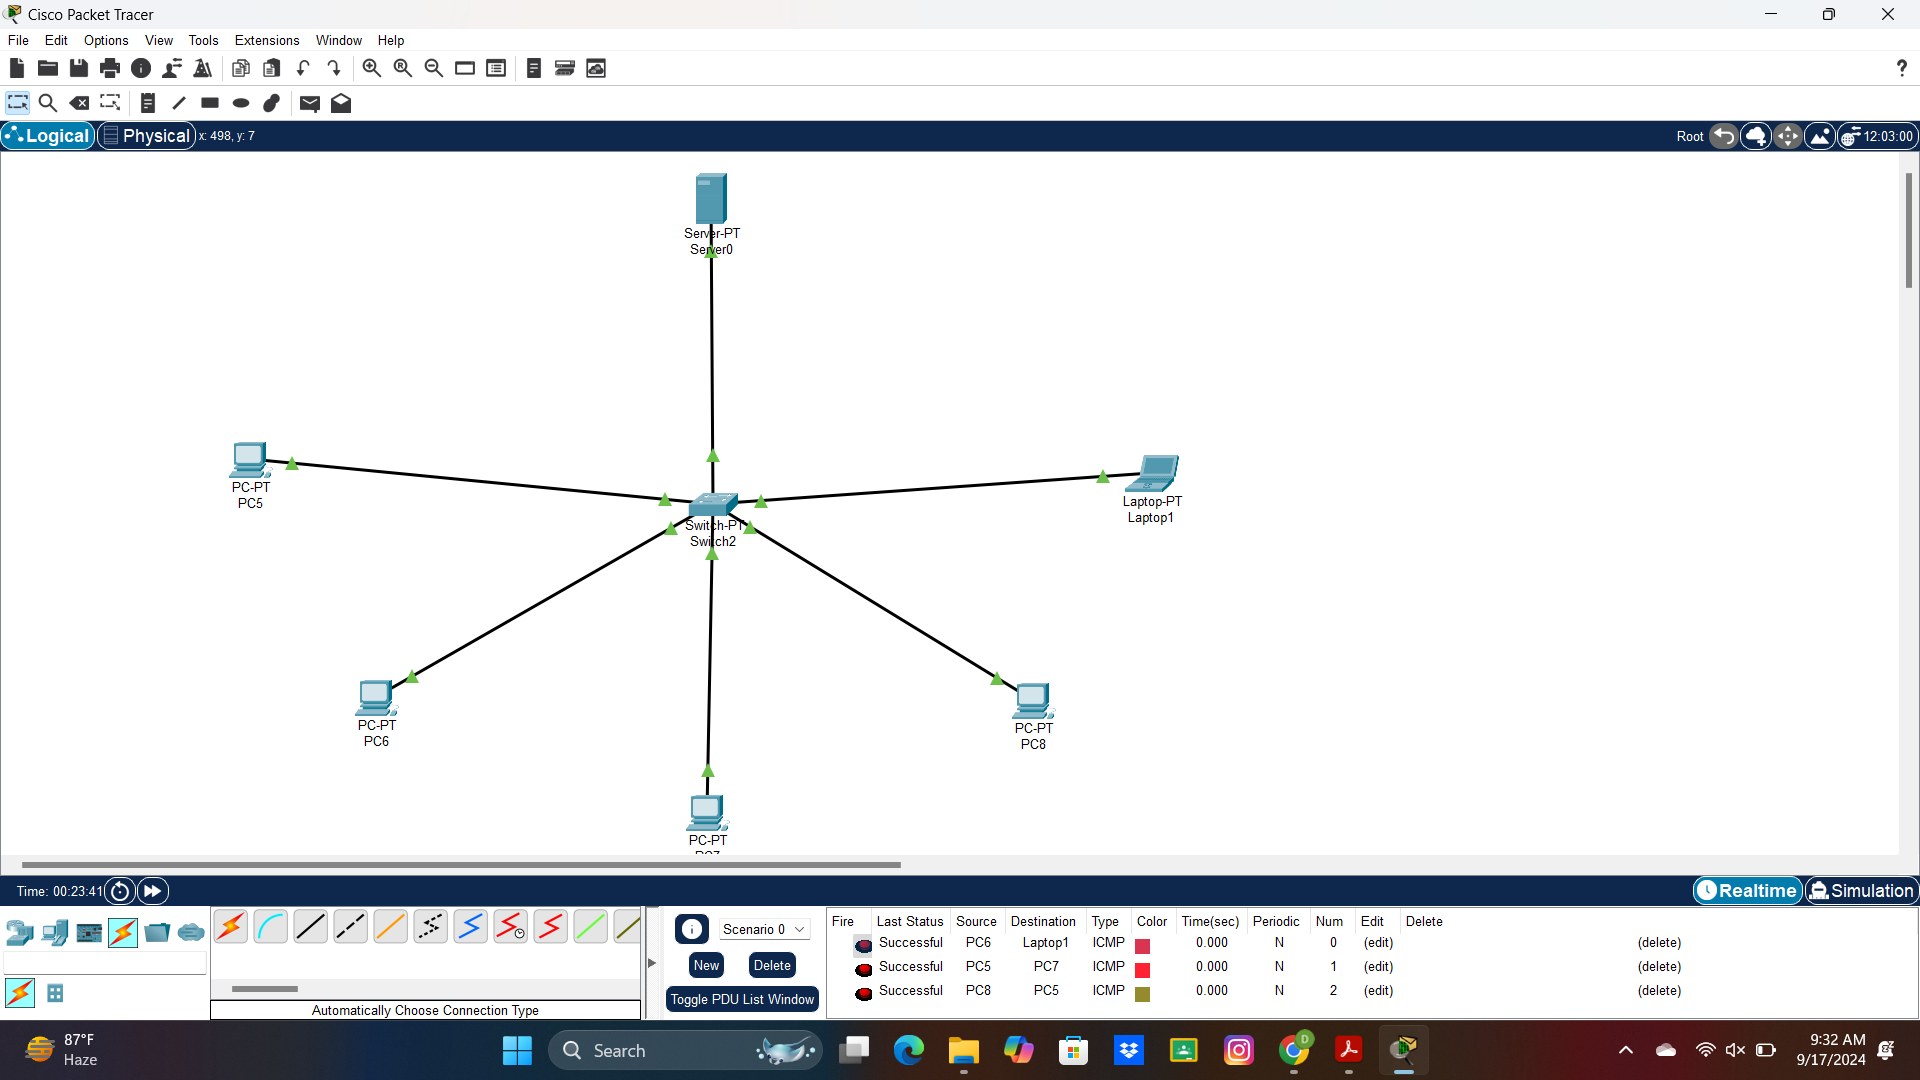 Cisco Packet Tracer
File Edit Options View Tools Extensions Window Help
?
Logical Physical x: 498, y: 7 Root 12:03:00
Server-PT
Server0
PC-PT
PC5
Laptop-PT
Laptop1
Switch-PT
Switch2
PC-PT
PC6
PC-PT
PC8
PC-PT
PC7
Time: 00:23:41 Realtime Simulation
Scenario 0
New Delete
Toggle PDU List Window
Automatically Choose Connection Type
Fire Last Status Source Destination Type Color Time(sec) Periodic Num Edit Delete
Successful PC6 Laptop1 ICMP 0.000 N 0 (edit) (delete)
Successful PC5 PC7 ICMP 0.000 N 1 (edit) (delete)
Successful PC8 PC5 ICMP 0.000 N 2 (edit) (delete)
87°F
Haze
Search
D
9:32 AM
9/17/2024